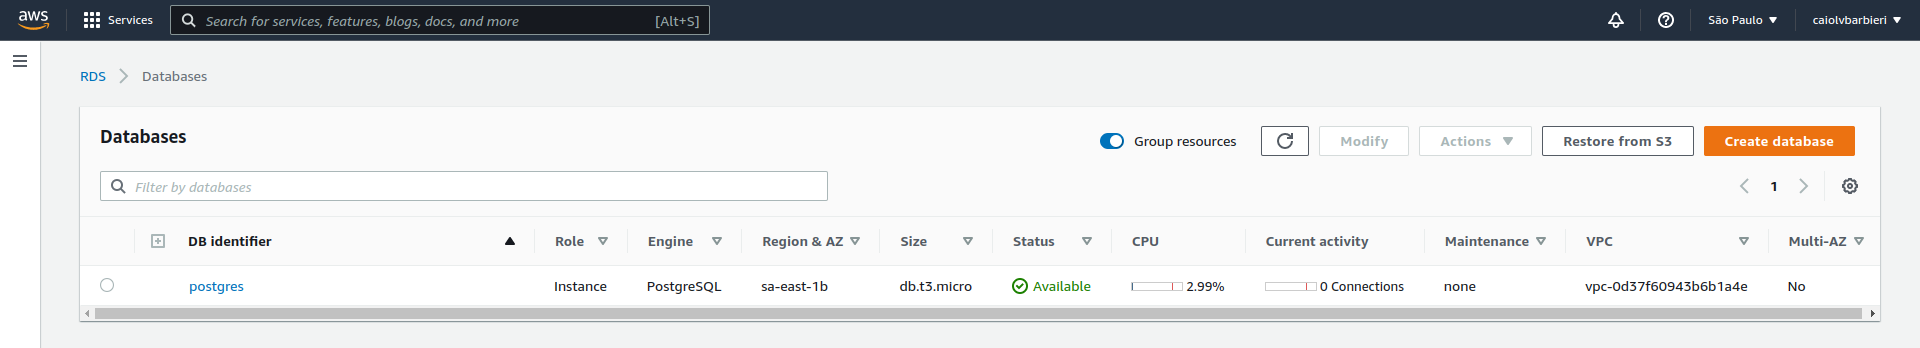 aws Services Search for services, features, blogs, docs, and more [Alt+S] São Paulo caiolvbarbieri
RDS Databases
Databases Group resources Modify Actions Restore from S3 Create database
Filter by databases 1
DB identifier Role Engine Region & AZ Size Status CPU Current activity Maintenance VPC Multi-AZ
postgres Instance PostgreSQL sa-east-1b db.t3.micro Available 2.99% 0 Connections none vpc-0d37f60943b6b1a4e No